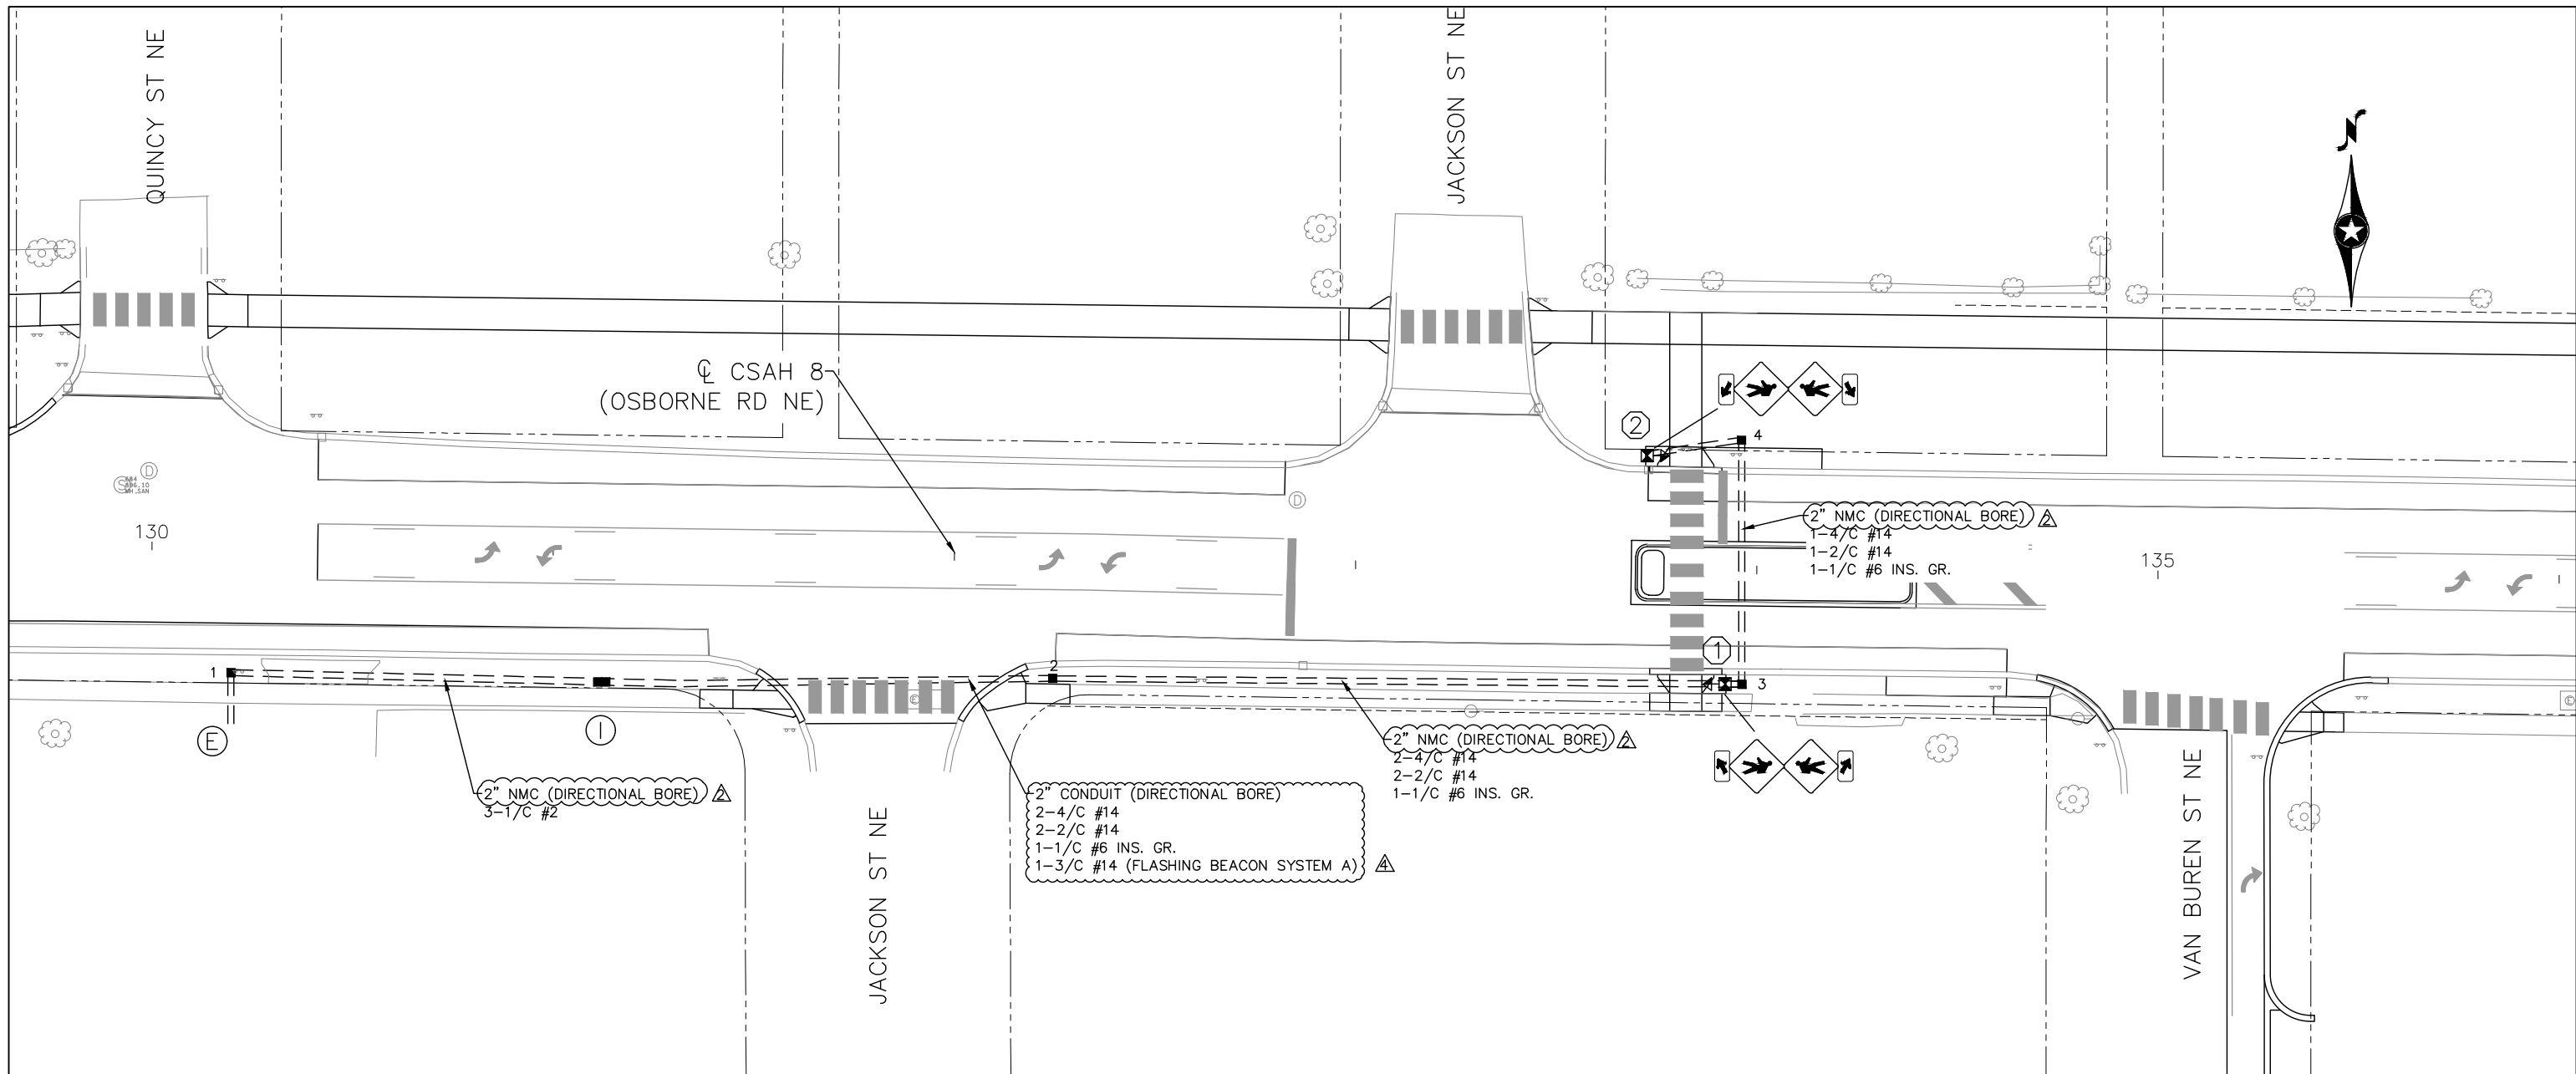 QUINCY ST NE
JACKSON ST NE
N
℄ CSAH 8
(OSBORNE RD NE)
2
4
D
S
D
130
2" NMC (DIRECTIONAL BORE) 2
1-4/C #14
1-2/C #14
1-1/C #6 INS. GR.
135
1
2
1
3
E
I
E
E
2" NMC (DIRECTIONAL BORE) 2
3-1/C #2
2" CONDUIT (DIRECTIONAL BORE)
2-4/C #14
2-2/C #14
1-1/C #6 INS. GR.
1-3/C #14 (FLASHING BEACON SYSTEM A) 4
2" NMC (DIRECTIONAL BORE) 2
2-4/C #14
2-2/C #14
1-1/C #6 INS. GR.
JACKSON ST NE
VAN BUREN ST NE